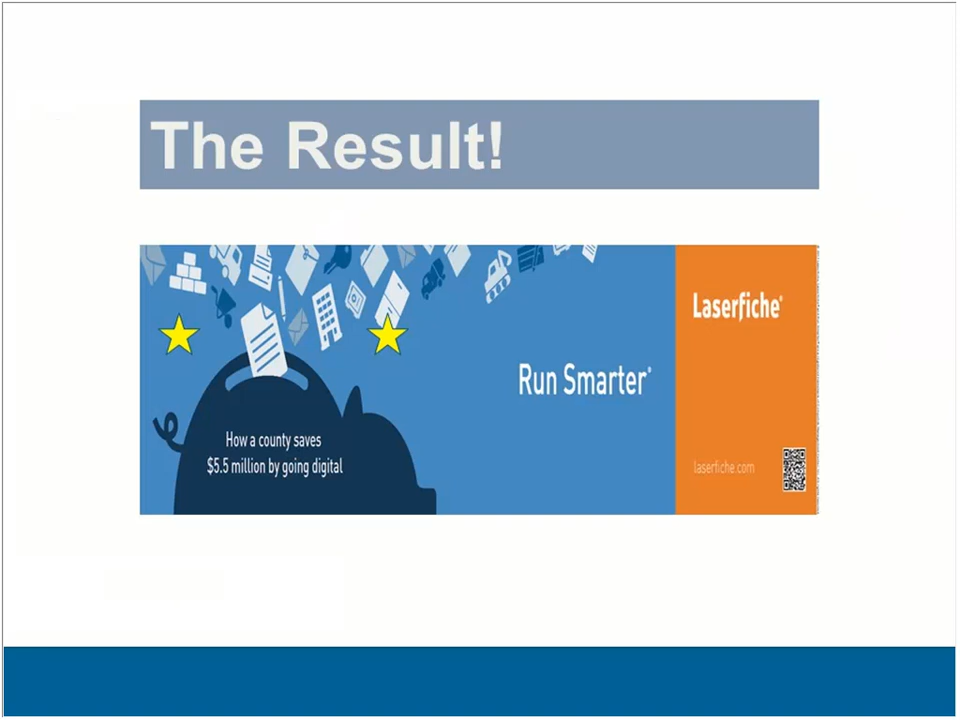 The Result!
Laserfiche®
Run Smarter®
How a county saves
$5.5 million by going digital
laserfiche.com